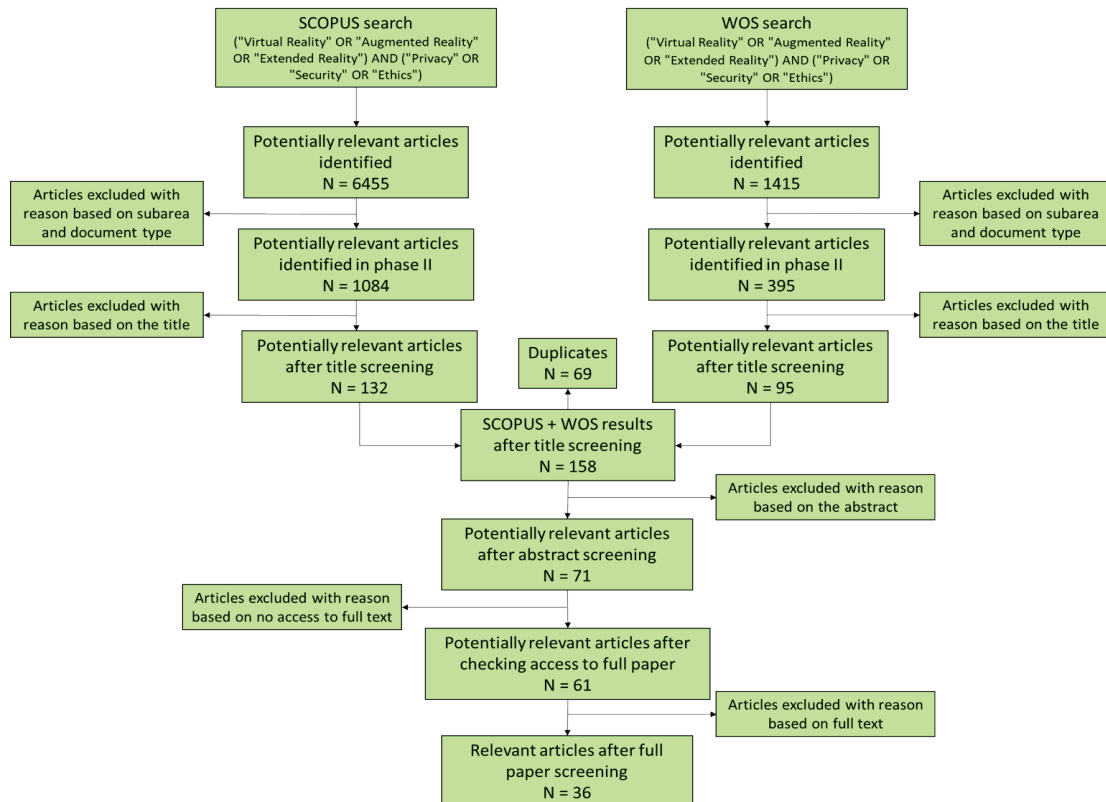 SCOPUS search
("Virtual Reality" OR "Augmented Reality"
OR "Extended Reality") AND ("Privacy" OR
"Security" OR "Ethics")
WOS search
("Virtual Reality" OR "Augmented Reality"
OR "Extended Reality") AND ("Privacy" OR
"Security" OR "Ethics")
Potentially relevant articles
identified
N = 6455
Potentially relevant articles
identified
N = 1415
Articles excluded with
reason based on subarea
and document type
Articles excluded with
reason based on subarea
and document type
Potentially relevant articles
identified in phase II
N = 1084
Potentially relevant articles
identified in phase II
N = 395
Articles excluded with
reason based on the title
Articles excluded with
reason based on the title
Potentially relevant articles
after title screening
N = 132
Duplicates
N = 69
Potentially relevant articles
after title screening
N = 95
SCOPUS + WOS results
after title screening
N = 158
Articles excluded with reason
based on the abstract
Potentially relevant articles
after abstract screening
N = 71
Articles excluded with reason
based on no access to full text
Potentially relevant articles after
checking access to full paper
N = 61
Articles excluded with reason
based on full text
Relevant articles after full
paper screening
N = 36